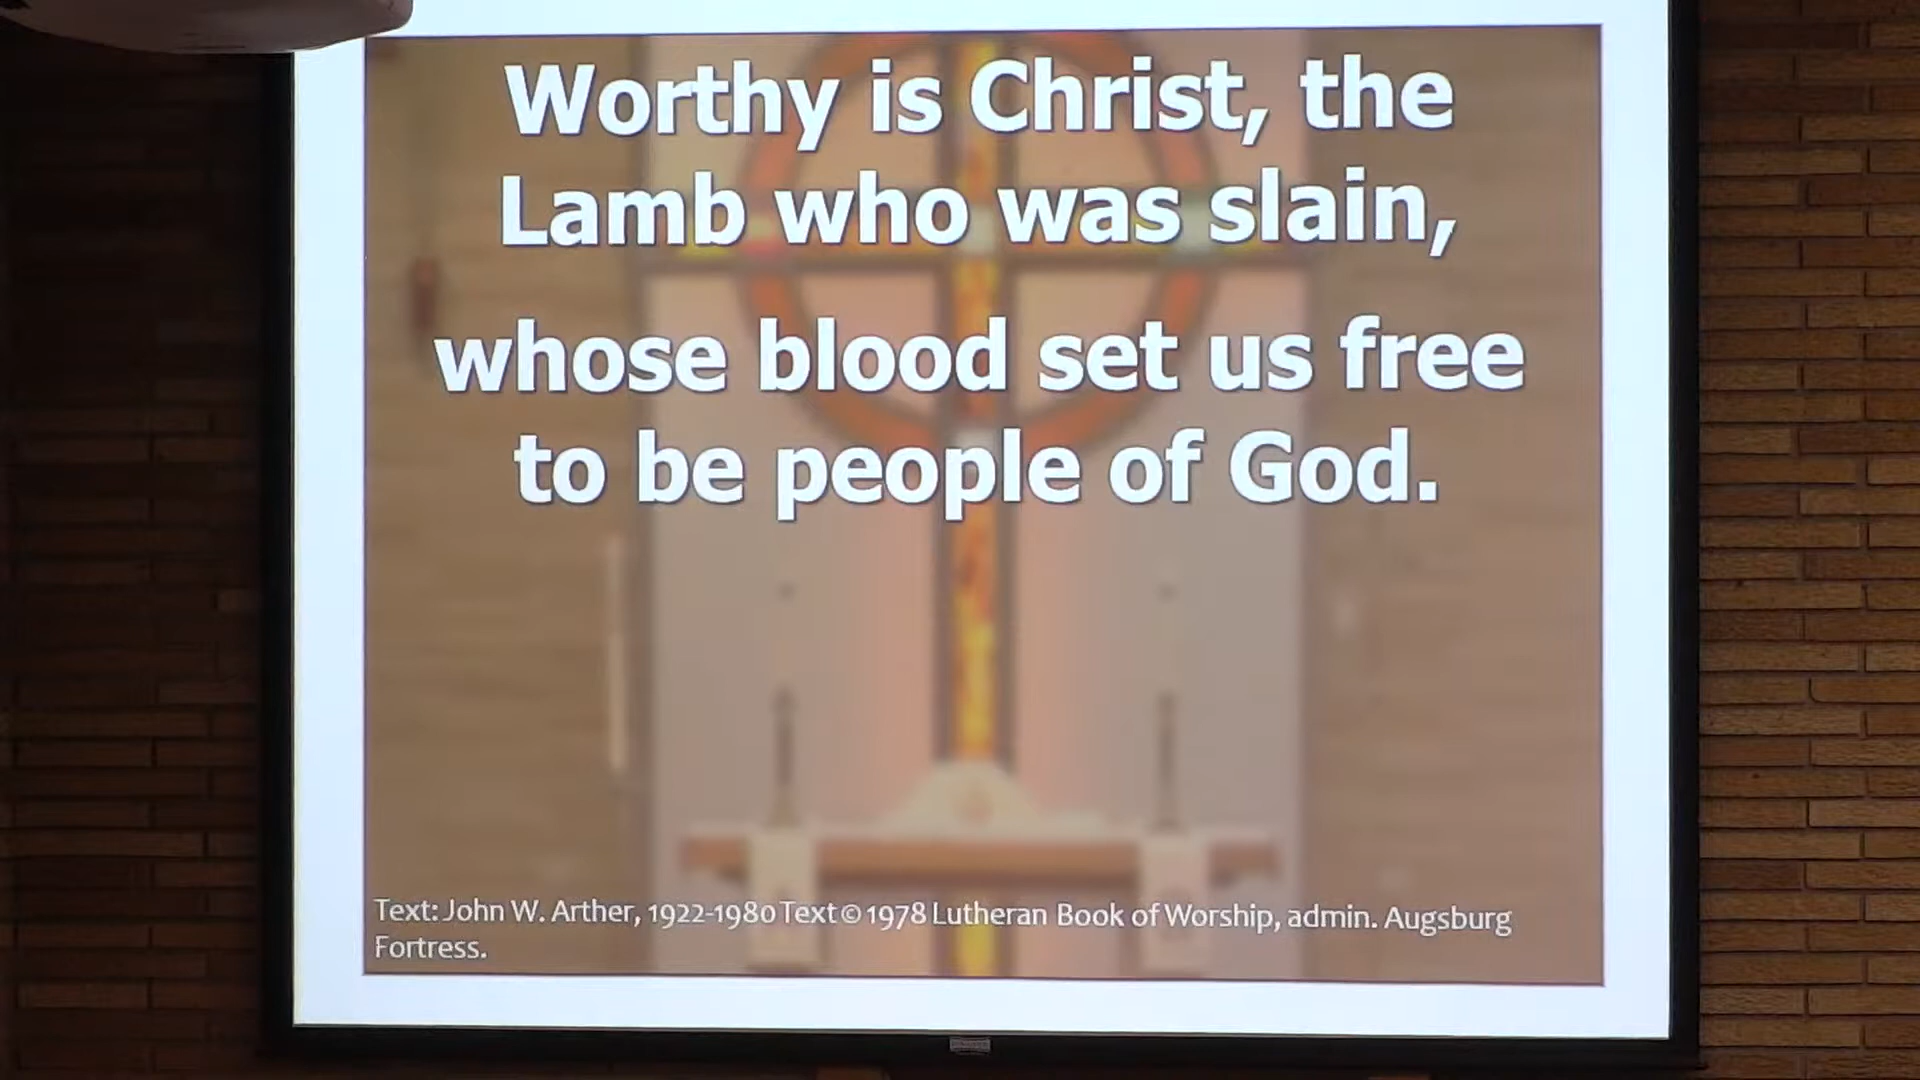 Worthy is Christ, the
Lamb who was slain,
whose blood set us free
to be people of God.
Text: John W. Arther, 1922-1980 Text © 1978 Lutheran Book of Worship, admin. Augsburg
Fortress.